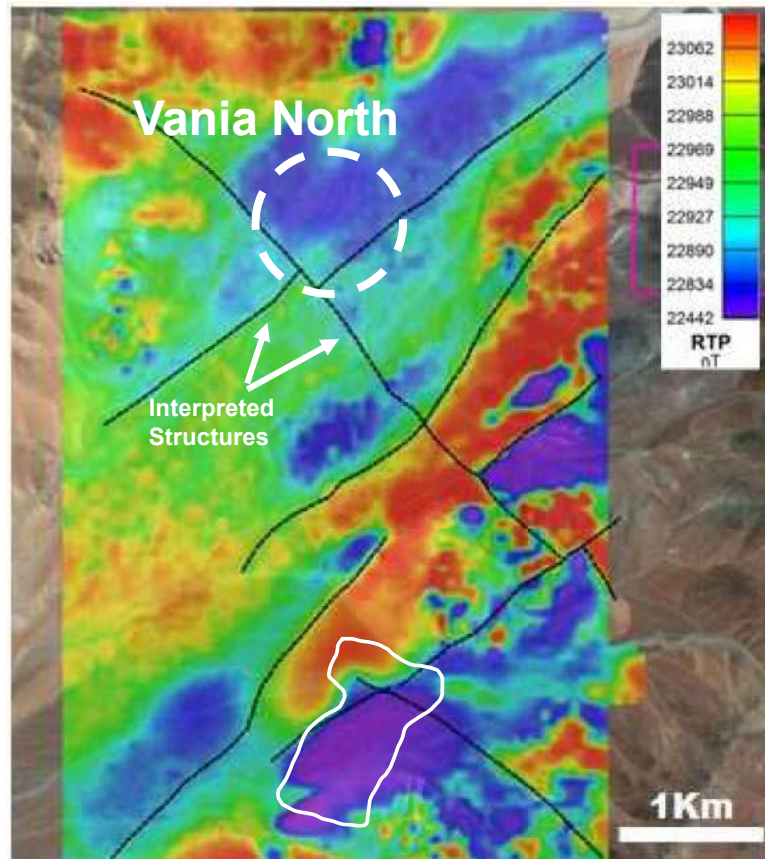 Vania North
Interpreted
Structures
23062
23014
22988
22969
22949
22927
22890
22834
22442
RTP
nT
1Km